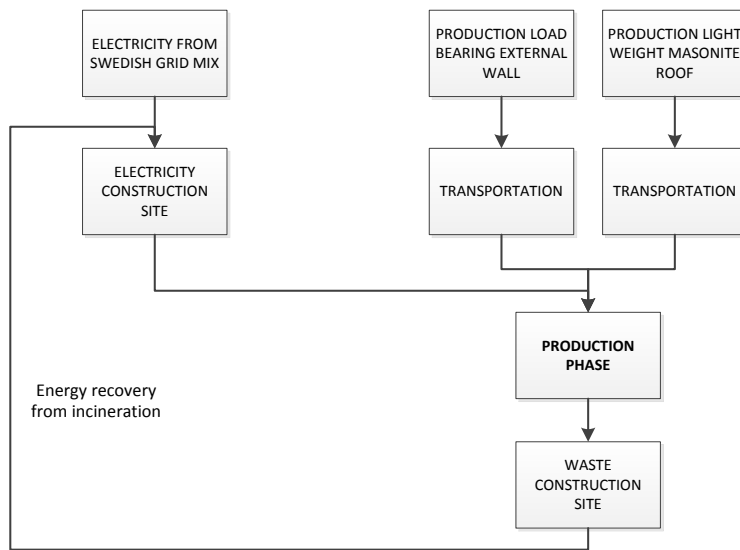 ELECTRICITY FROM
SWEDISH GRID MIX
PRODUCTION LOAD
BEARING EXTERNAL
WALL
PRODUCTION LIGHT
WEIGHT MASONITE
ROOF
ELECTRICITY
CONSTRUCTION
SITE
TRANSPORTATION
TRANSPORTATION
PRODUCTION
PHASE
Energy recovery
from incineration
WASTE
CONSTRUCTION
SITE